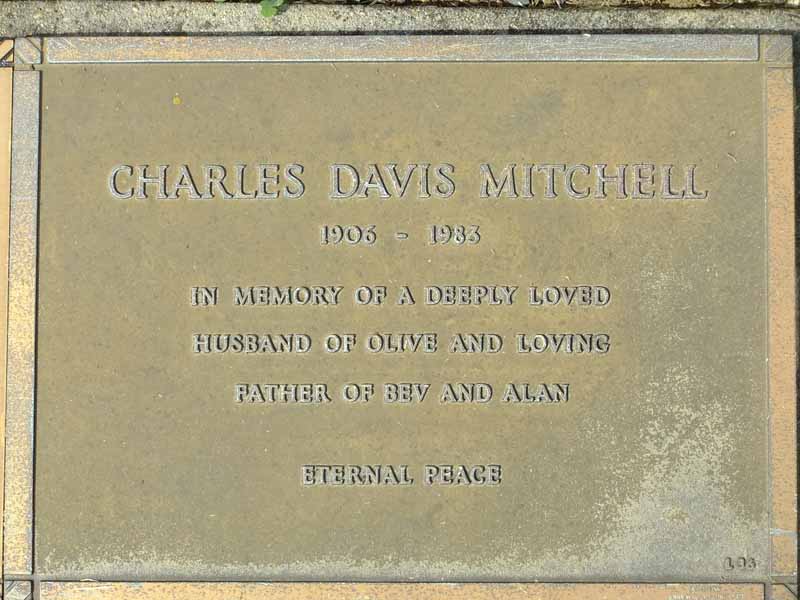 CHARLES DAVIS MITCHELL
1906 - 1983
IN MEMORY OF A DEEPLY LOVED
HUSBAND OF OLIVE AND LOVING
FATHER OF BEV AND ALAN
ETERNAL PEACE